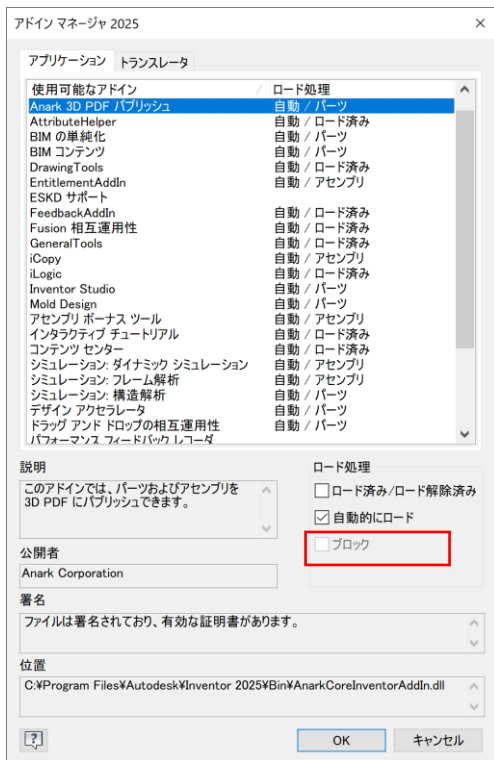 アドイン マネージャ 2025
アプリケーション トランスレータ
使用可能なアドイン / ロード処理
Anark 3D PDF パブリッシュ 自動 / パーツ
AttributeHelper 自動 / ロード済み
BIM の単純化 自動 / パーツ
BIM コンテンツ 自動 / パーツ
DrawingTools 自動 / ロード済み
EntitlementAddIn 自動 / アセンブリ
ESKD サポート
FeedbackAddIn 自動 / ロード済み
Fusion 相互運用性 自動 / ロード済み
GeneralTools 自動 / ロード済み
iCopy 自動 / アセンブリ
iLogic 自動 / ロード済み
Inventor Studio 自動 / パーツ
Mold Design 自動 / パーツ
アセンブリ ボーナス ツール 自動 / アセンブリ
インタラクティブ チュートリアル 自動 / ロード済み
コンテンツ センター 自動 / ロード済み
シミュレーション: ダイナミック シミュレーション 自動 / アセンブリ
シミュレーション: フレーム解析 自動 / アセンブリ
シミュレーション: 構造解析 自動 / パーツ
デザイン アクセラレータ 自動 / パーツ
ドラッグ アンド ドロップの相互運用性 自動 / パーツ
パフォーマンス フィードバック レコーダ
説明
このアドインでは、パーツおよびアセンブリを
3D PDF にパブリッシュできます。
ロード処理
ロード済み/ロード解除済み
自動的にロード
ブロック
公開者
Anark Corporation
署名
ファイルは署名されており、有効な証明書があります。
位置
C:¥Program Files¥Autodesk¥Inventor 2025¥Bin¥AnarkCoreInventorAddIn.dll
? OK キャンセル